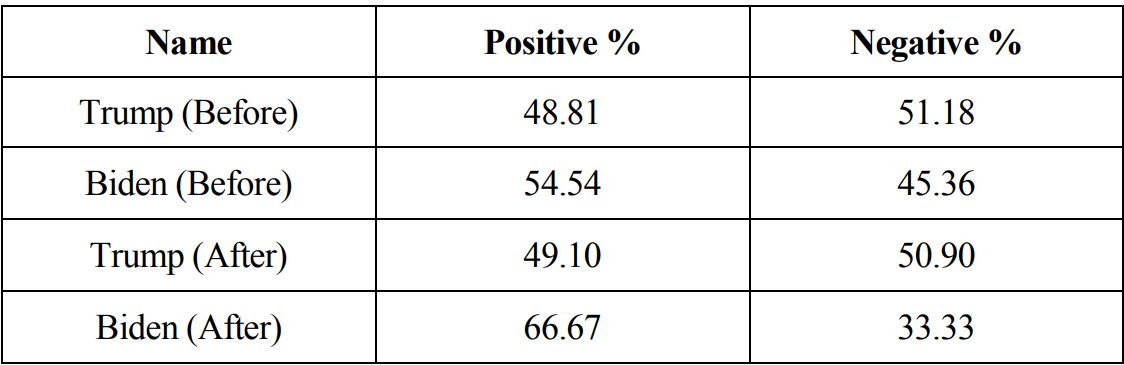 Name Positive % Negative %
Trump (Before) 48.81 51.18
Biden (Before) 54.54 45.36
Trump (After) 49.10 50.90
Biden (After) 66.67 33.33